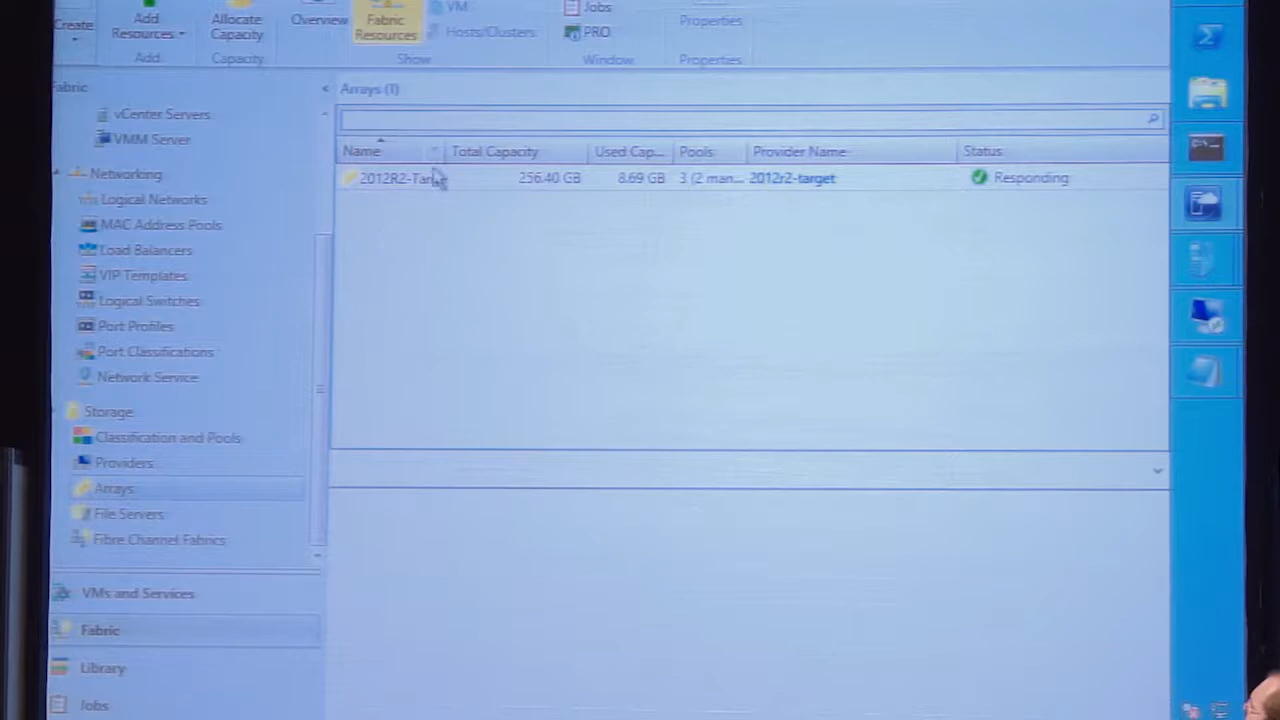 Create
Add Resources
Allocate Capacity
Overview
Fabric Resources
VM
Hosts/Clusters
Jobs
PRO
Properties
Add
Capacity
Show
Window
Properties
Fabric
Arrays (1)
vCenter Servers
VMM Server
Networking
Logical Networks
MAC Address Pools
Load Balancers
VIP Templates
Logical Switches
Port Profiles
Port Classifications
Network Service
Storage
Classification and Pools
Providers
Arrays
File Servers
Fibre Channel Fabrics
VMs and Services
Fabric
Library
Jobs
Name Total Capacity Used Cap... Pools Provider Name Status
256.40 GB 8.69 GB 3 (2 man... 2012r2-target Responding